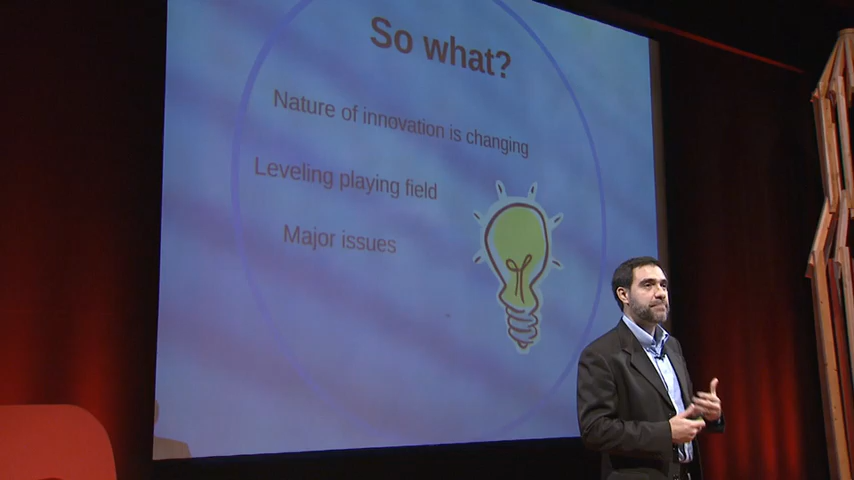 So what?
Nature of innovation is changing
Leveling playing field
Major issues